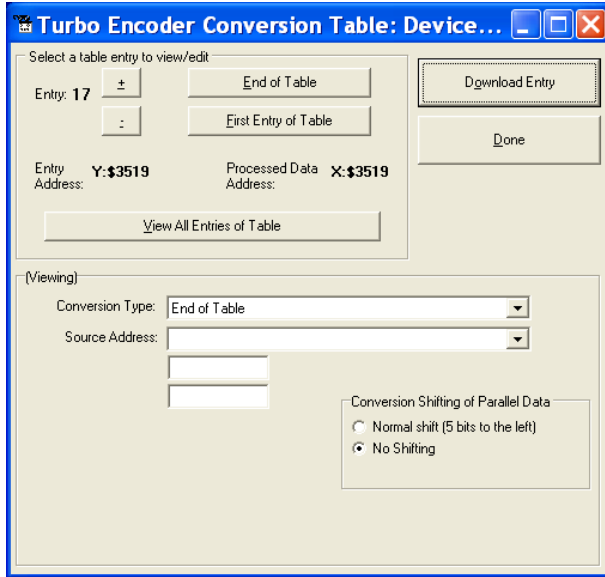 Turbo Encoder Conversion Table: Device...
Select a table entry to view/edit
Entry: 17
+
End of Table
Download Entry
-
First Entry of Table
Done
Entry Address: Y:$3519
Processed Data Address: X:$3519
View All Entries of Table
(Viewing)
Conversion Type: End of Table
Source Address:
Conversion Shifting of Parallel Data
Normal shift (5 bits to the left)
No Shifting